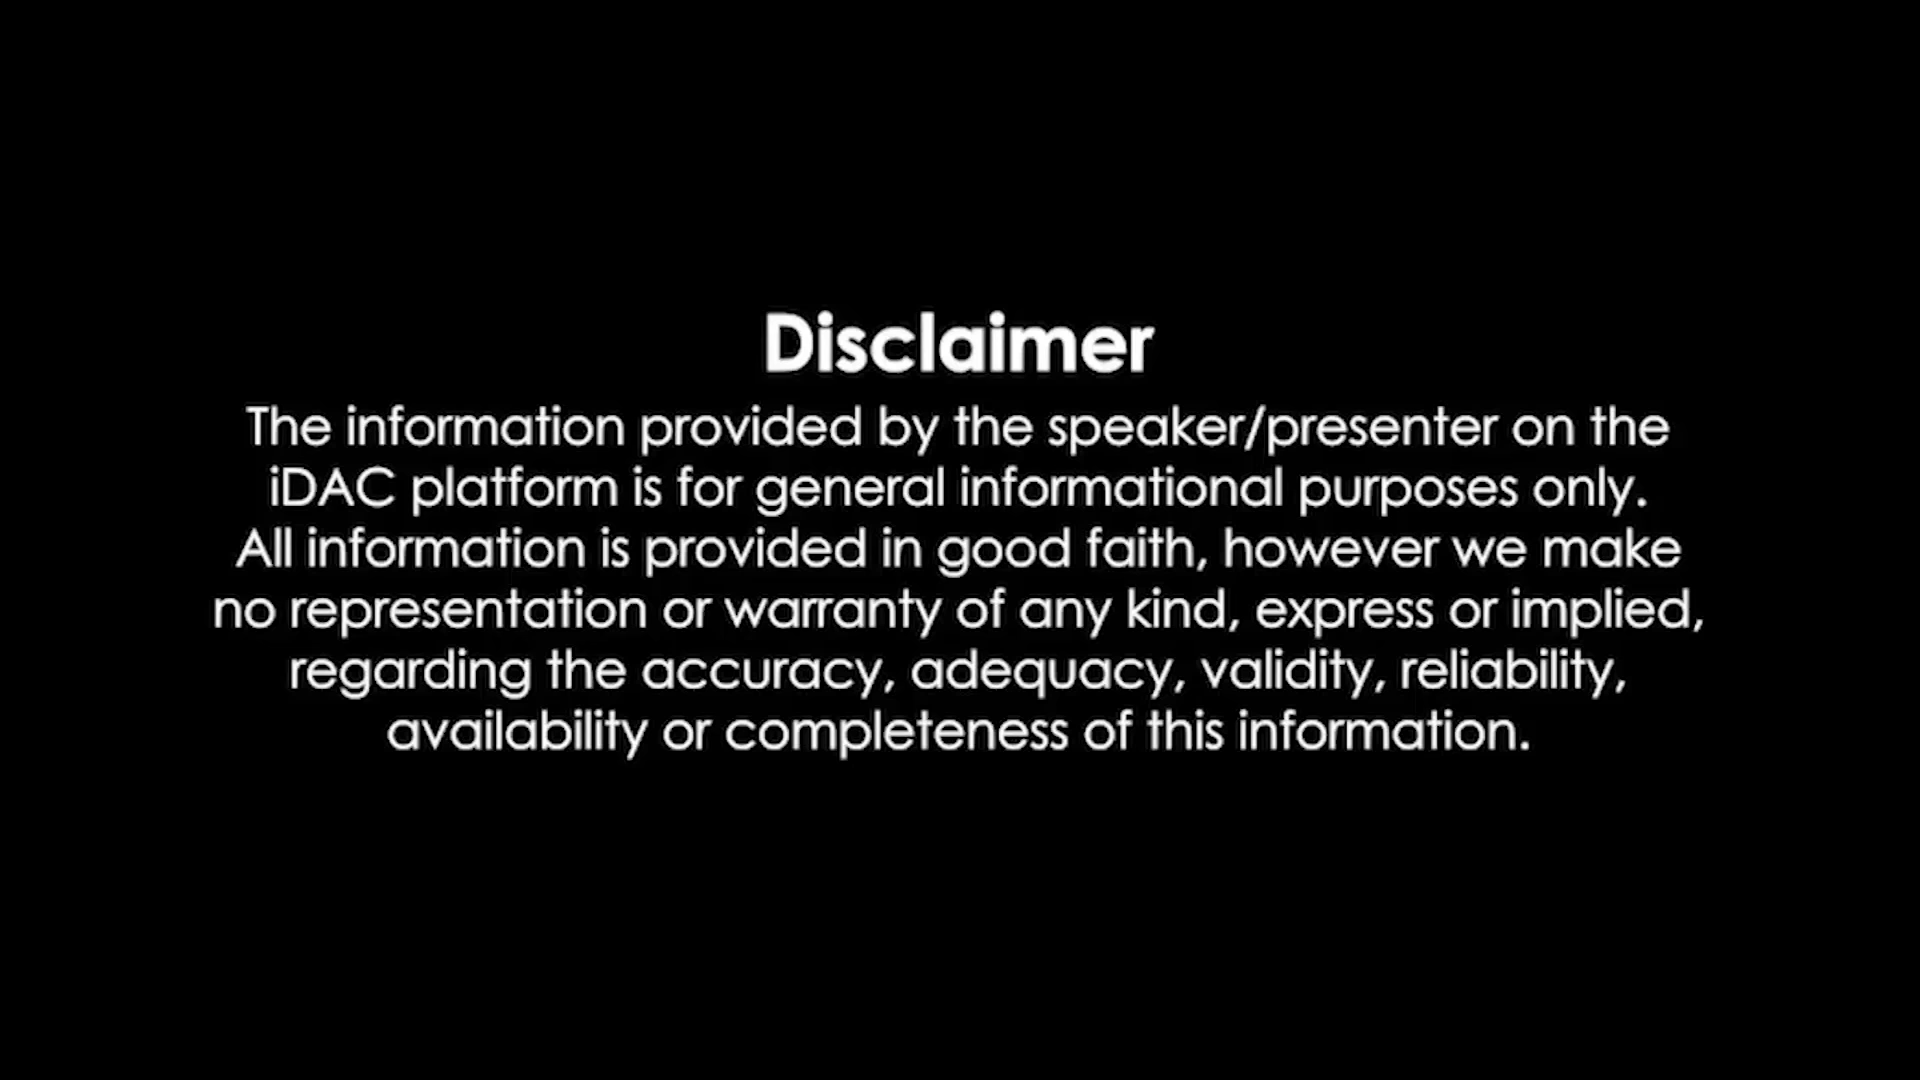 Disclaimer
The information provided by the speaker/presenter on the
iDAC platform is for general informational purposes only.
All information is provided in good faith, however we make
no representation or warranty of any kind, express or implied,
regarding the accuracy, adequacy, validity, reliability,
availability or completeness of this information.